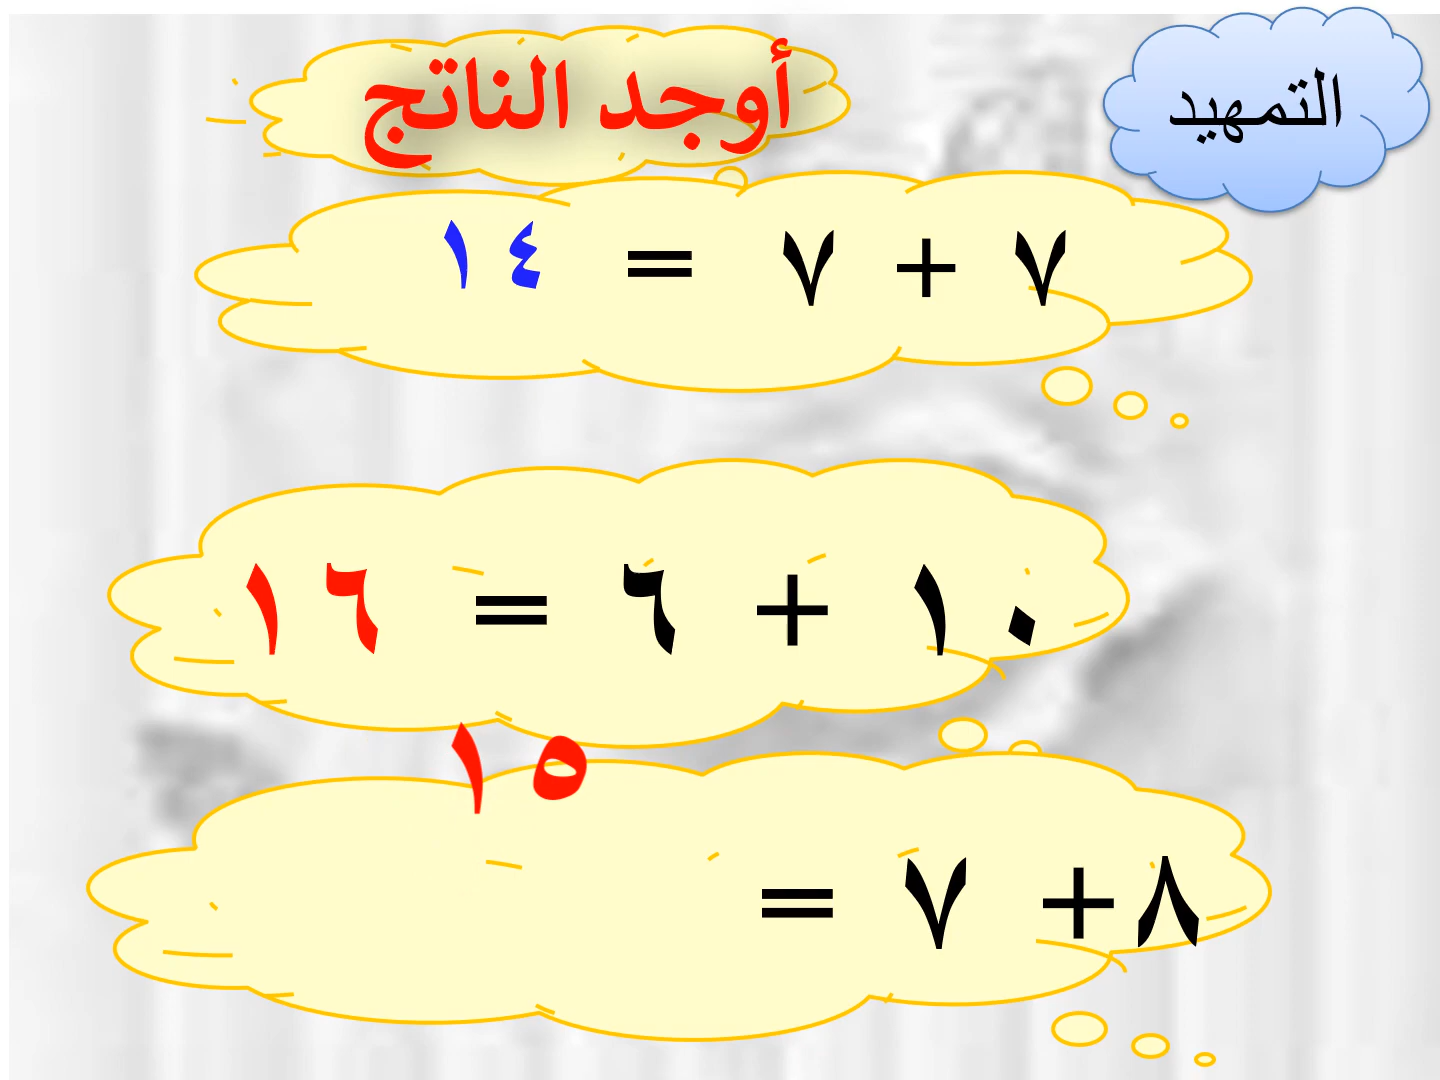 التمهيد
أوجد الناتج
٧ + ٧ = ١٤
١٠ + ٦ = ١٦
١٥
٨+ ٧ =